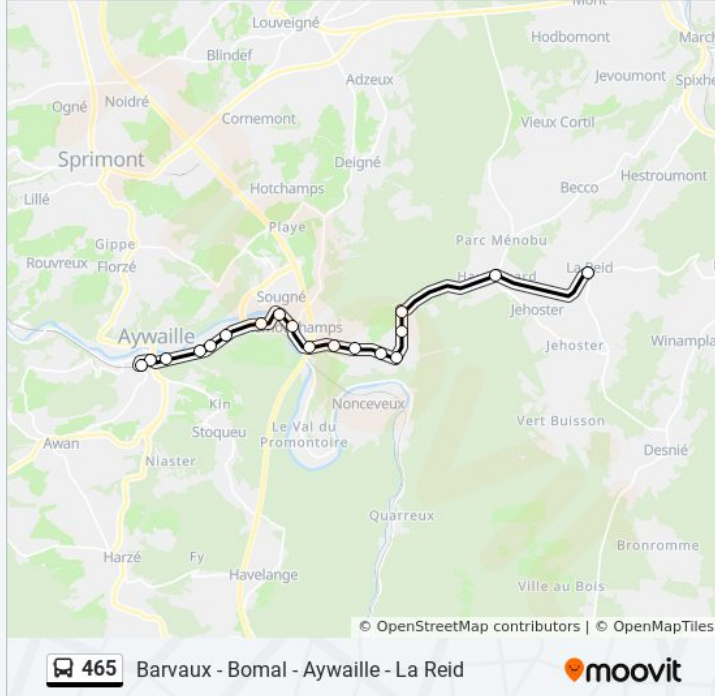 Mont
Louveigné
Hodbomont
March
Blindef
Adzeux
Jevoumont
Spixhe
Ogné
Noidré
Cornemont
Vieux Cortil
Sprimont
Deigné
Hestroumont
Hotchamps
Becco
Lillé
Playe
Gippe
Parc Ménobu
Rouvreux
Florzé
La Reid
Sougné
Jehoster
Aywaille
Jehoster
Winampla
Kin
Nonceveux
Stoqueu
Le Val du
Promontoire
Vert Buisson
Awan
Niaster
Desnié
Quarreux
Bronromme
Harzé
Fy
Havelange
Ville au Bois
© OpenStreetMap contributors | © OpenMapTiles
465
Barvaux - Bomal - Aywaille - La Reid
moovit